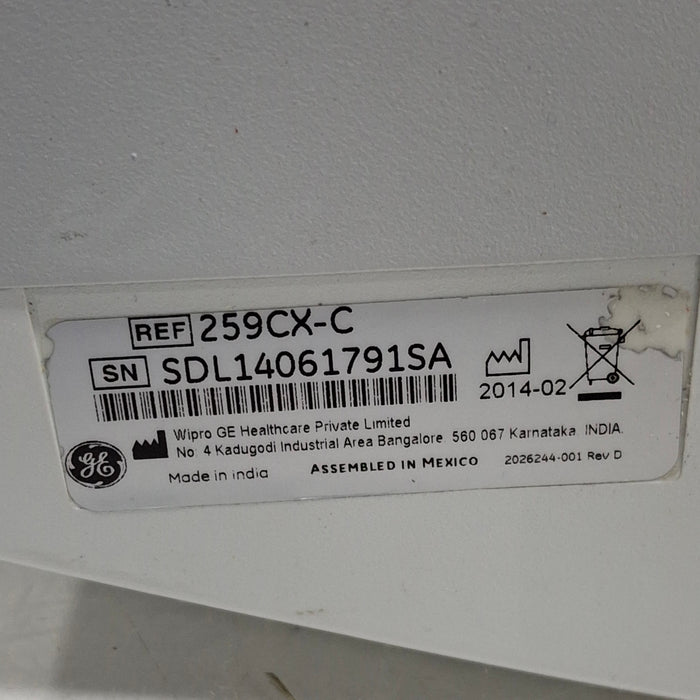 REF 259CX-C
SN SDL14061791SA
2014-02
Wipro GE Healthcare Private Limited
No. 4 Kadugodi Industrial Area Bangalore 560 067 Karnataka INDIA.
GE
Made in india ASSEMBLED IN MEXICO 2026244-001 Rev D